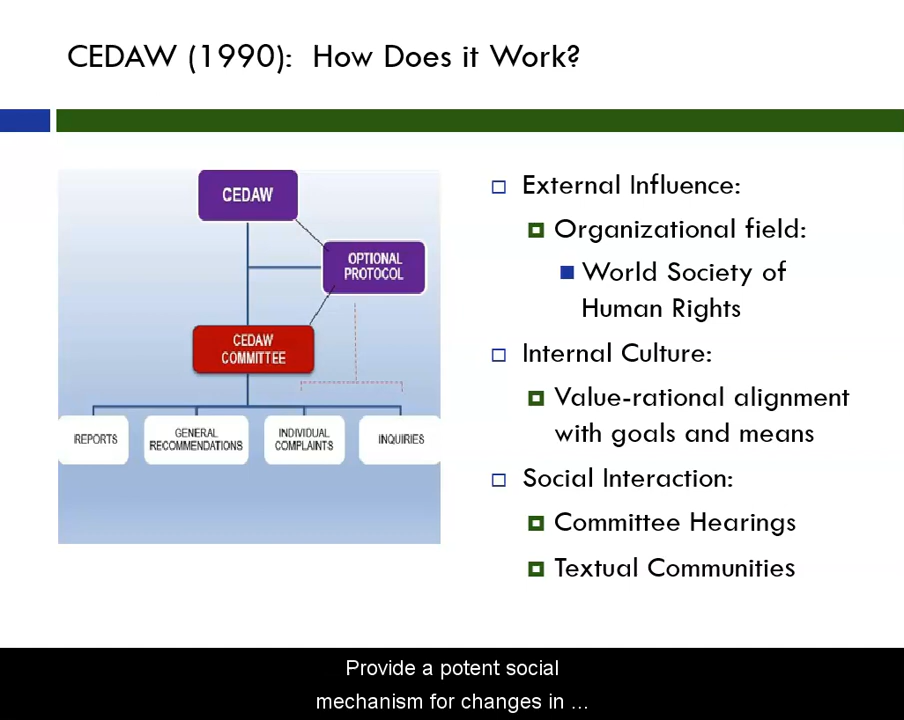 CEDAW (1990): How Does it Work?
CEDAW
OPTIONAL
PROTOCOL
CEDAW
COMMITTEE
REPORTS
GENERAL
RECOMMENDATIONS
INDIVIDUAL
COMPLAINTS
INQUIRIES
External Influence:
Organizational field:
World Society of
Human Rights
Internal Culture:
Value-rational alignment
with goals and means
Social Interaction:
Committee Hearings
Textual Communities
Provide a potent social
mechanism for changes in ...